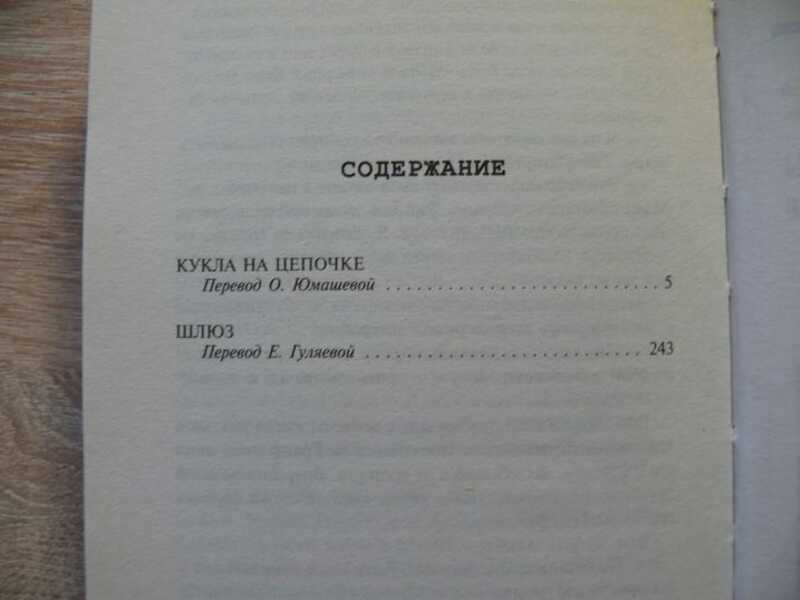 СОДЕРЖАНИЕ
КУКЛА НА ЦЕПОЧКЕ
Перевод О. Юмашевой . . . . . . . . . . . . . . . . . . . . . . . . . . . 5
ШЛЮЗ
Перевод Е. Гуляевой . . . . . . . . . . . . . . . . . . . . . . . . . . . 243